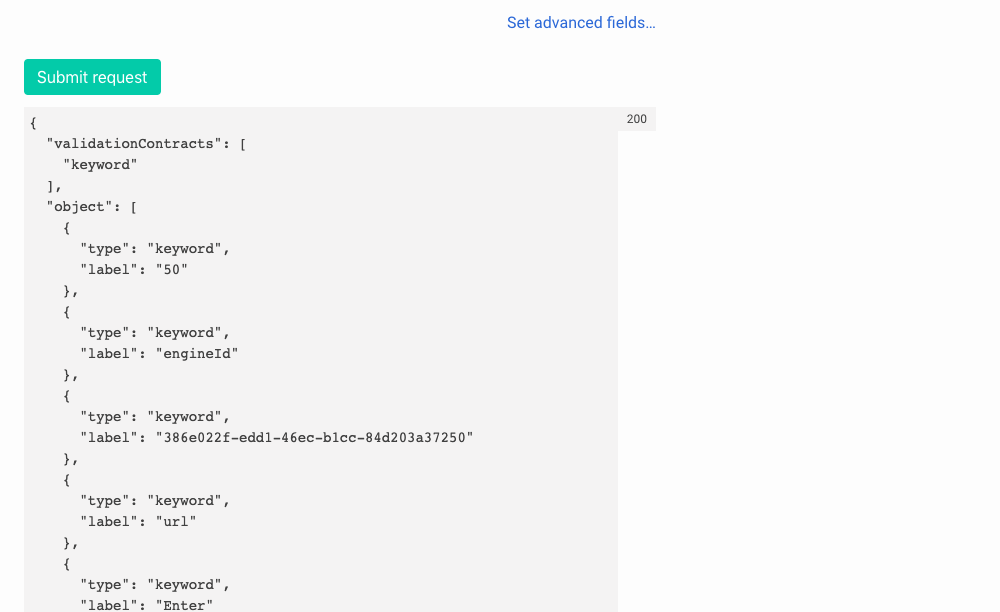 Set advanced fields...
Submit request
200
{
  "validationContracts": [
    "keyword"
  ],
  "object": [
    {
      "type": "keyword",
      "label": "50"
    },
    {
      "type": "keyword",
      "label": "engineId"
    },
    {
      "type": "keyword",
      "label": "386e022f-edd1-46ec-b1cc-84d203a37250"
    },
    {
      "type": "keyword",
      "label": "url"
    },
    {
      "type": "keyword",
      "label": "Enter"